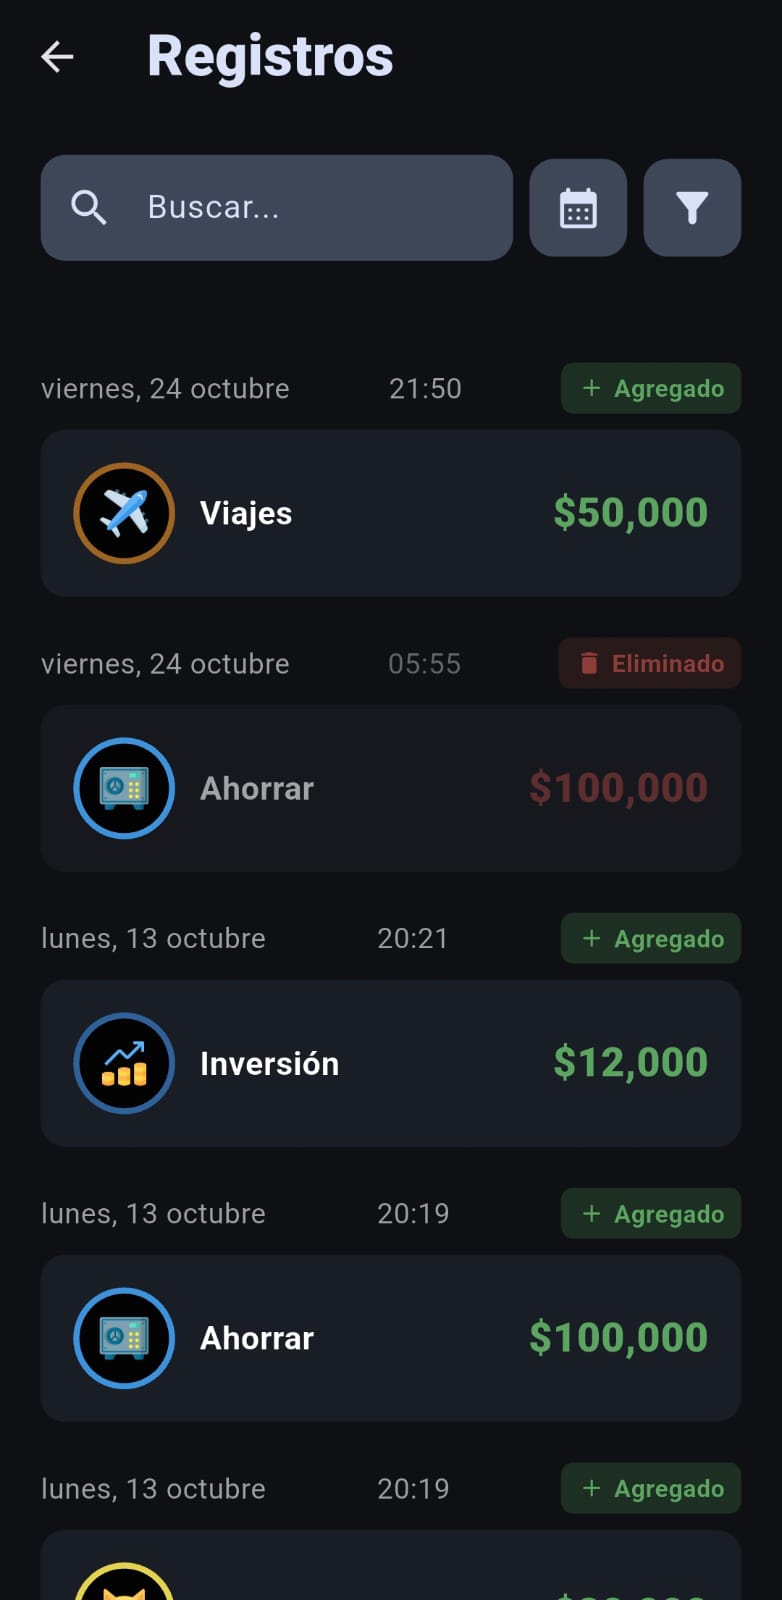 Registros
Buscar...
viernes, 24 octubre 21:50 + Agregado
Viajes $50,000
viernes, 24 octubre 05:55 Eliminado
Ahorrar $100,000
lunes, 13 octubre 20:21 + Agregado
Inversión $12,000
lunes, 13 octubre 20:19 + Agregado
Ahorrar $100,000
lunes, 13 octubre 20:19 + Agregado